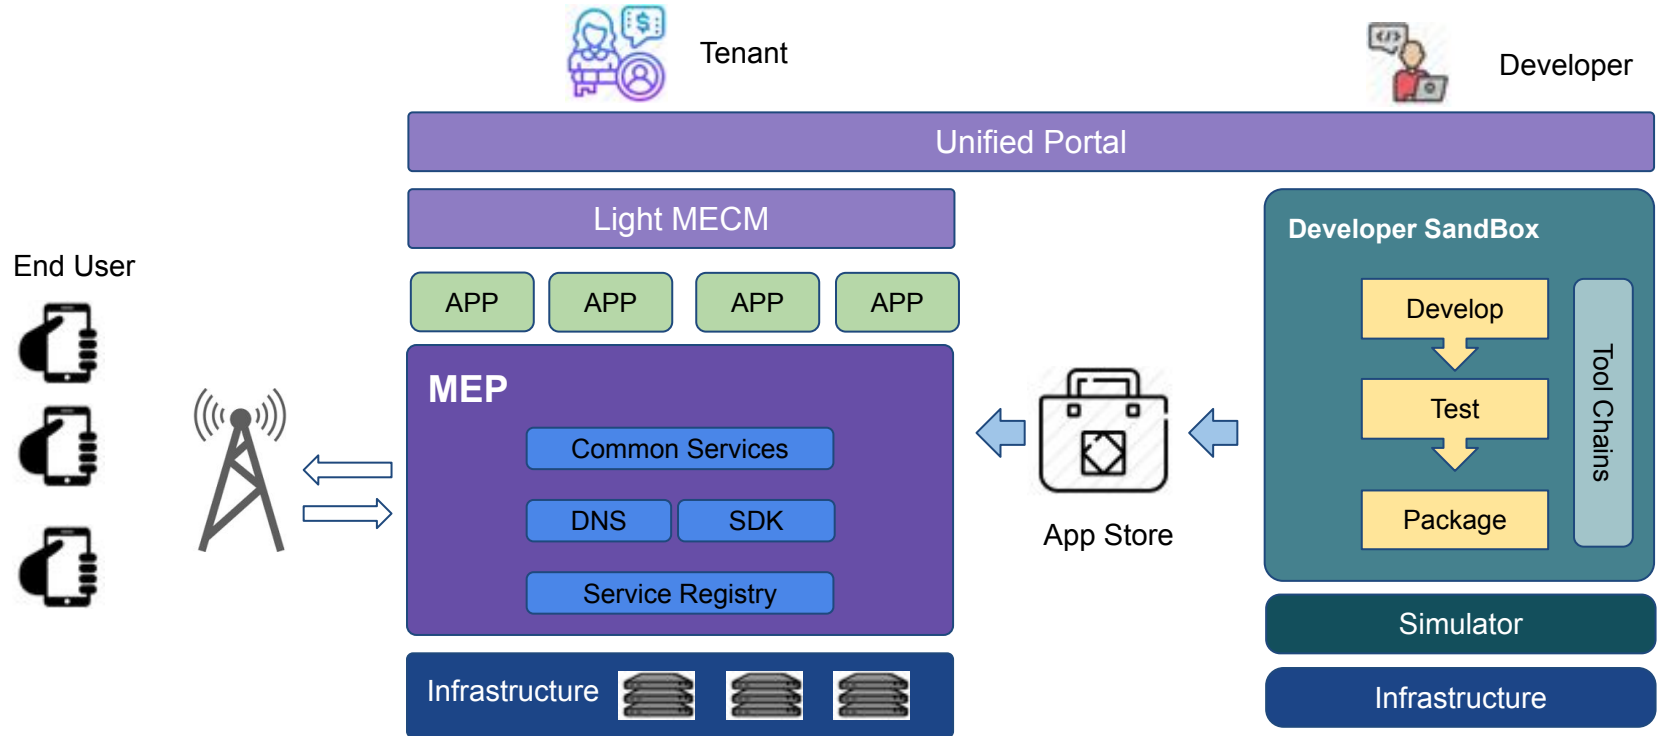 Tenant
Developer
Unified Portal
Light MECM
Developer SandBox
End User
APP
APP
APP
APP
Develop
Test
Package
Tool Chains
MEP
Common Services
DNS
SDK
Service Registry
App Store
Simulator
Infrastructure
Infrastructure